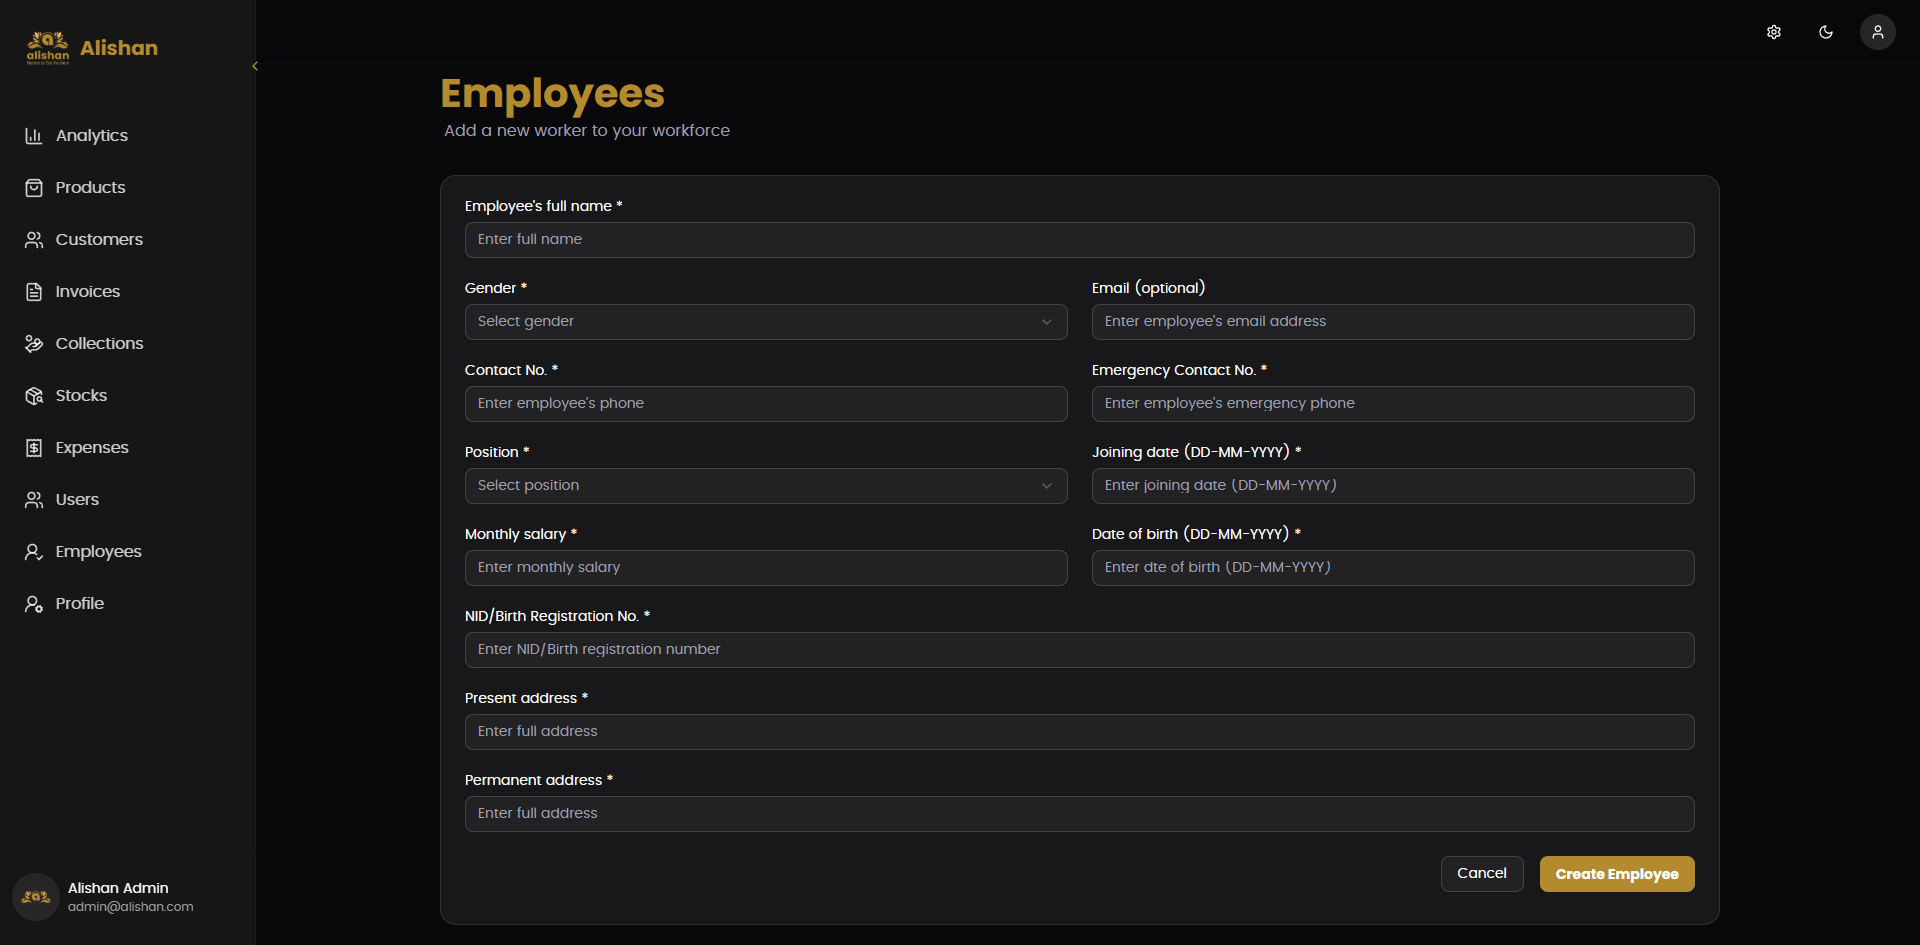 alishan
Alishan
Analytics
Products
Customers
Invoices
Collections
Stocks
Expenses
Users
Employees
Profile
Alishan Admin
admin@alishan.com
Employees
Add a new worker to your workforce
Employee's full name *
Enter full name
Gender *
Select gender
Email (optional)
Enter employee's email address
Contact No. *
Enter employee's phone
Emergency Contact No. *
Enter employee's emergency phone
Position *
Select position
Joining date (DD-MM-YYYY) *
Enter joining date (DD-MM-YYYY)
Monthly salary *
Enter monthly salary
Date of birth (DD-MM-YYYY) *
Enter dte of birth (DD-MM-YYYY)
NID/Birth Registration No. *
Enter NID/Birth registration number
Present address *
Enter full address
Permanent address *
Enter full address
Cancel
Create Employee